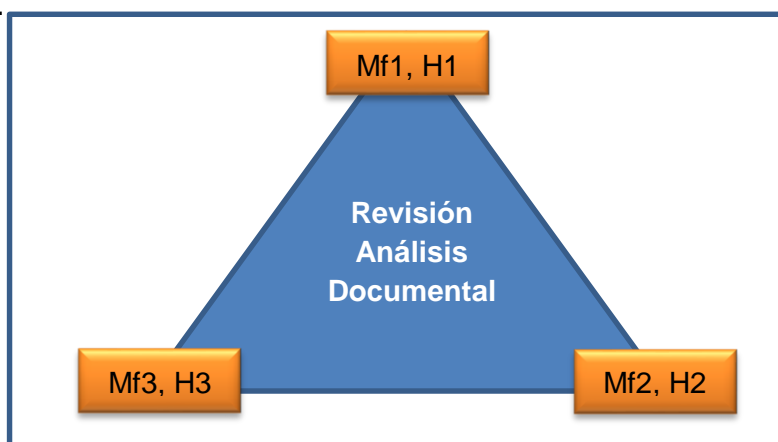 Mf1, H1
Revisión
Análisis
Documental
Mf3, H3
Mf2, H2